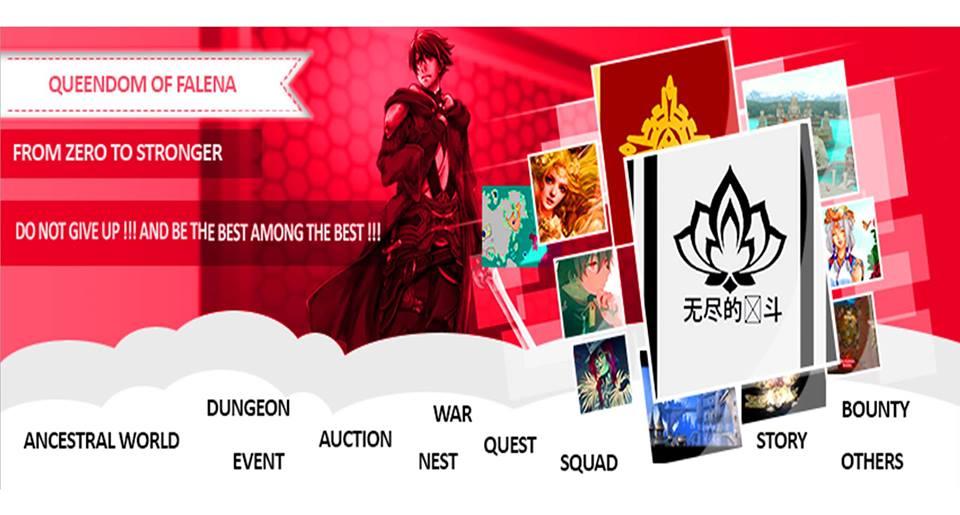 QUEENDOM OF FALENA
FROM ZERO TO STRONGER
DO NOT GIVE UP !!! AND BE THE BEST AMONG THE BEST !!!
无尽的☒斗
DUNGEON
WAR
BOUNTY
ANCESTRAL WORLD
AUCTION
QUEST
STORY
EVENT
NEST
SQUAD
OTHERS